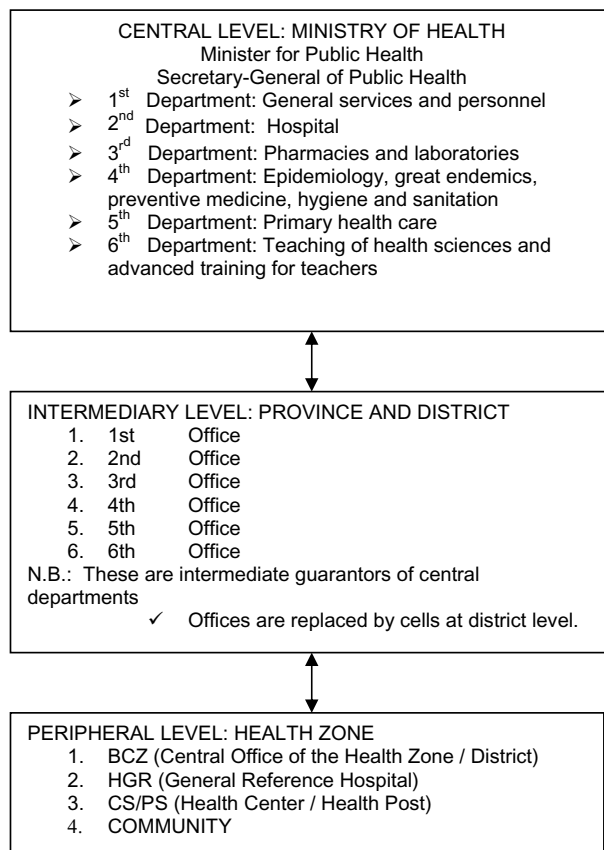 CENTRAL LEVEL: MINISTRY OF HEALTH
Minister for Public Health
Secretary-General of Public Health
➢ 1st Department: General services and personnel
➢ 2nd Department: Hospital
➢ 3rd Department: Pharmacies and laboratories
➢ 4th Department: Epidemiology, great endemics,
preventive medicine, hygiene and sanitation
➢ 5th Department: Primary health care
➢ 6th Department: Teaching of health sciences and
advanced training for teachers
INTERMEDIARY LEVEL: PROVINCE AND DISTRICT
1. 1st Office
2. 2nd Office
3. 3rd Office
4. 4th Office
5. 5th Office
6. 6th Office
N.B.: These are intermediate guarantors of central
departments
✓ Offices are replaced by cells at district level.
PERIPHERAL LEVEL: HEALTH ZONE
1. BCZ (Central Office of the Health Zone / District)
2. HGR (General Reference Hospital)
3. CS/PS (Health Center / Health Post)
4. COMMUNITY